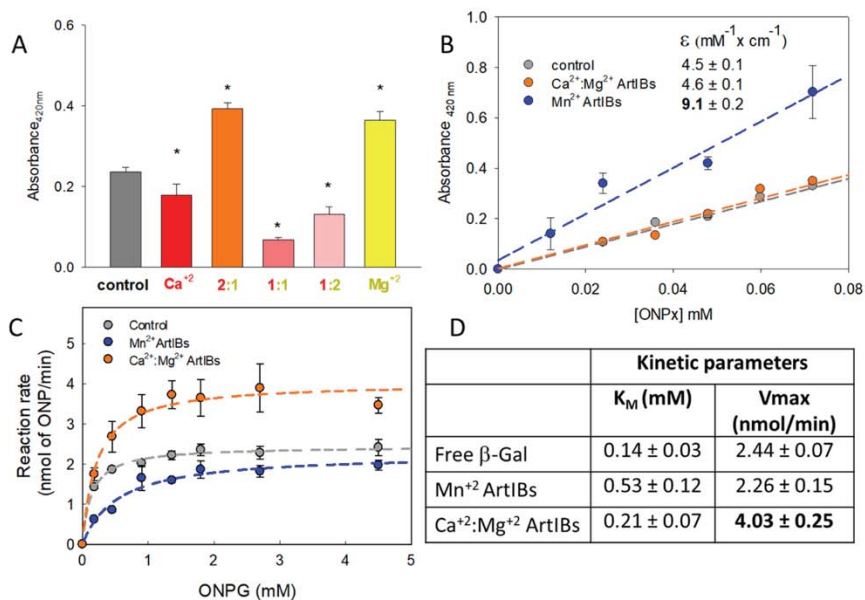 A
Absorbance420nm
0.6
0.4
0.2
0.0
*
*
*
*
*
control
Ca+2
2:1
1:1
1:2
Mg+2
B
Absorbance 420 nm
1.0
0.8
0.6
0.4
0.2
0.0
ε (mM-1x cm-1)
control 4.5 ± 0.1
Ca2+:Mg2+ ArtIBs 4.6 ± 0.1
Mn2+ ArtIBs 9.1 ± 0.2
0.00 0.02 0.04 0.06 0.08
[ONPx] mM
C
Reaction rate
(nmol of ONP/min)
5
4
3
2
1
0
Control
Mn2+ArtIBs
Ca2+:Mg2+ ArtIBs
0 1 2 3 4 5
ONPG (mM)
D
Kinetic parameters
KM (mM) Vmax
(nmol/min)
Free β-Gal 0.14 ± 0.03 2.44 ± 0.07
Mn+2 ArtIBs 0.53 ± 0.12 2.26 ± 0.15
Ca+2:Mg+2 ArtIBs 0.21 ± 0.07 4.03 ± 0.25